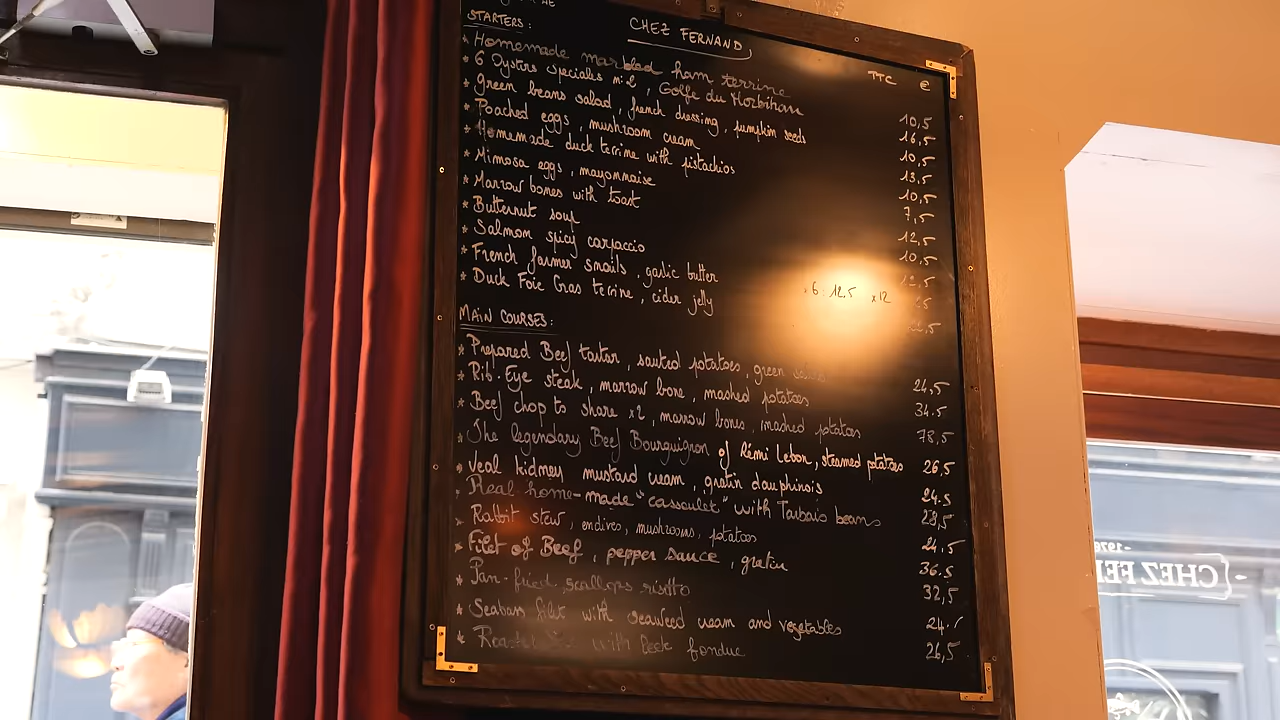 STARTERS:
CHEZ FERNAND
TTC €
* Homemade marbled ham terrine 10,5
* 6 Oysters speciales n°2, Golfe du Morbihan 16,5
* Green beans salad, french dressing, pumpkin seeds 10,5
* Poached eggs, mushroom cream 13,5
* Homemade duck terrine with pistachios 10,5
* Mimosa eggs, mayonnaise 7,5
* Marrow bones with toast 12,5
* Butternut soup 10,5
* Salmon spicy carpaccio 12,5
* French farmer snails, garlic butter x6 12,5 x12
* Duck Foie Gras terrine, cider jelly
MAIN COURSES:
* Prepared Beef tartar, sauted potatoes, green 24,5
* Rib-Eye steak, marrow bone, mashed potatoes 34.5
* Beef chop to share x2, marrow bones, mashed potatoes 78,5
* The legendary Beef Bourguignon of Rémi Lebon, steamed potatoes 26,5
* Veal kidney mustard cream, gratin dauphinois 24.5
* Real home-made "cassoulet" with Tarbais beans 28,5
* Rabbit stew, endives, mushrooms, potatoes 24,5
* Filet of Beef, pepper sauce, gratin 36.5
* Pan-fried scallops risotto 32,5
* Seabass filet with seaweed cream and vegetables 24.
* with leek fondue 26,5
-1976
CHEZ FE